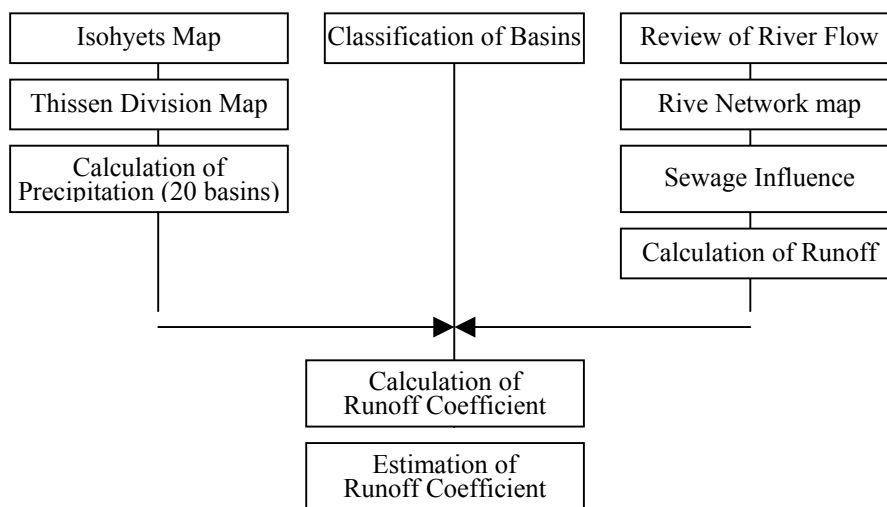 Isohyets Map
Thissen Division Map
Calculation of
Precipitation (20 basins)
Classification of Basins
Review of River Flow
Rive Network map
Sewage Influence
Calculation of Runoff
Calculation of
Runoff Coefficient
Estimation of
Runoff Coefficient